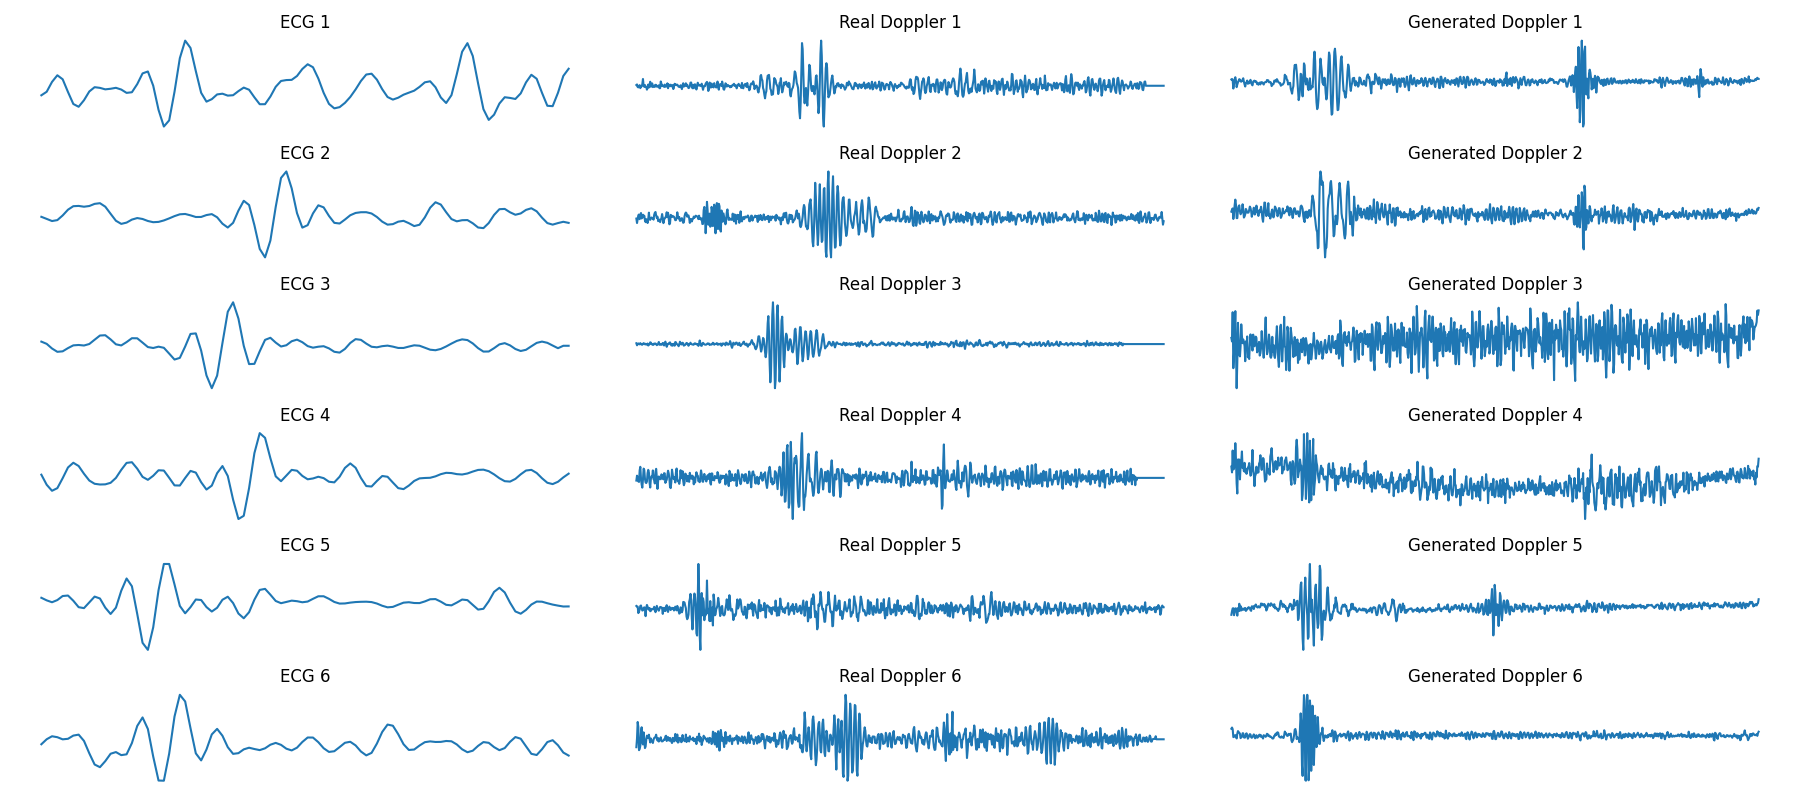 ECG 1
Real Doppler 1
Generated Doppler 1
ECG 2
Real Doppler 2
Generated Doppler 2
ECG 3
Real Doppler 3
Generated Doppler 3
ECG 4
Real Doppler 4
Generated Doppler 4
ECG 5
Real Doppler 5
Generated Doppler 5
ECG 6
Real Doppler 6
Generated Doppler 6